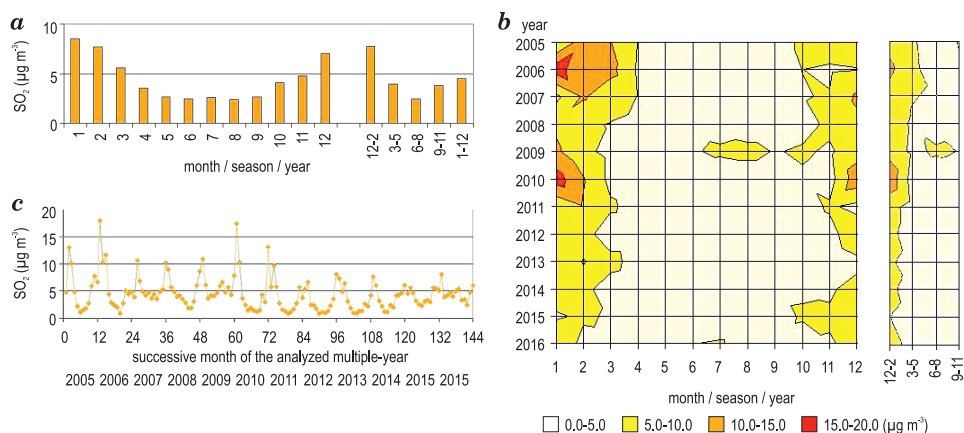 a
SO2 (µg m-3)
10
5
0
1 2 3 4 5 6 7 8 9 10 11 12 12-2 3-5 6-8 9-11 1-12
month / season / year
c
SO2 (µg m-3)
20
15
10
5
0
0 12 24 36 48 60 72 84 96 108 120 132 144
successive month of the analyzed multiple-year
2005 2006 2007 2008 2009 2010 2011 2012 2013 2014 2015 2015
b
year
2005
2006
2007
2008
2009
2010
2011
2012
2013
2014
2015
2016
1 2 3 4 5 6 7 8 9 10 11 12 12-2 3-5 6-8 9-11
month / season / year
0.0-5.0 5.0-10.0 10.0-15.0 15.0-20.0 (µg m-3)